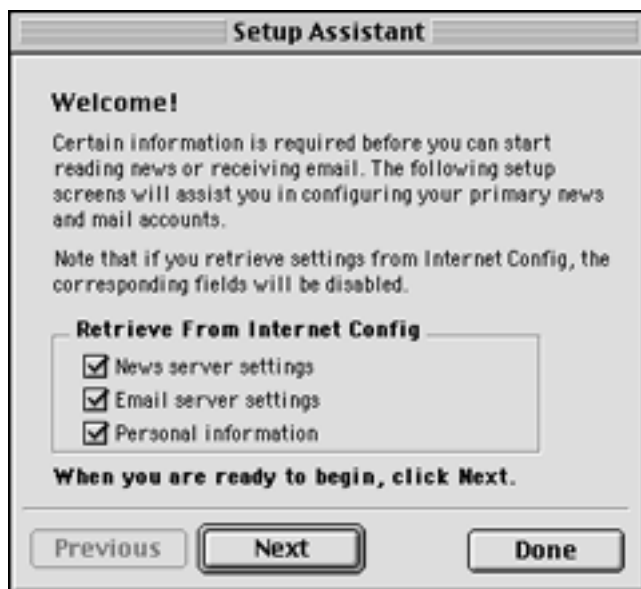 Setup Assistant
Welcome!
Certain information is required before you can start
reading news or receiving email. The following setup
screens will assist you in configuring your primary news
and mail accounts.
Note that if you retrieve settings from Internet Config, the
corresponding fields will be disabled.
Retrieve From Internet Config
News server settings
Email server settings
Personal information
When you are ready to begin, click Next.
Previous
Next
Done